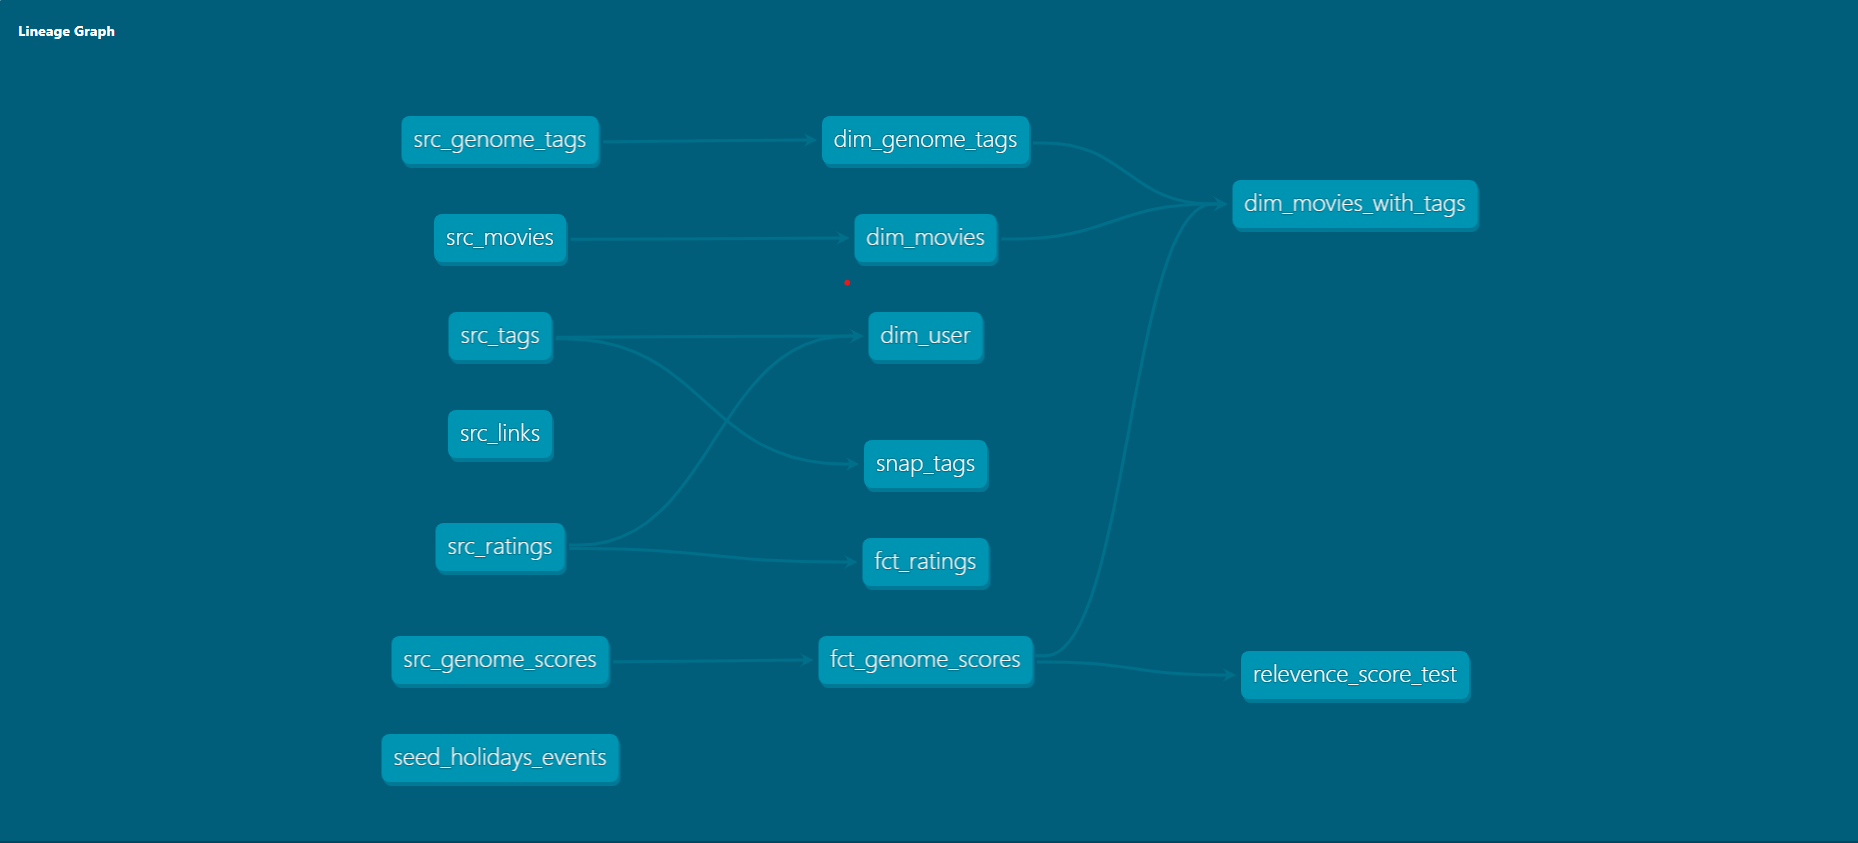 Lineage Graph
src_genome_tags
dim_genome_tags
dim_movies_with_tags
src_movies
dim_movies
src_tags
dim_user
src_links
snap_tags
src_ratings
fct_ratings
src_genome_scores
fct_genome_scores
relevence_score_test
seed_holidays_events